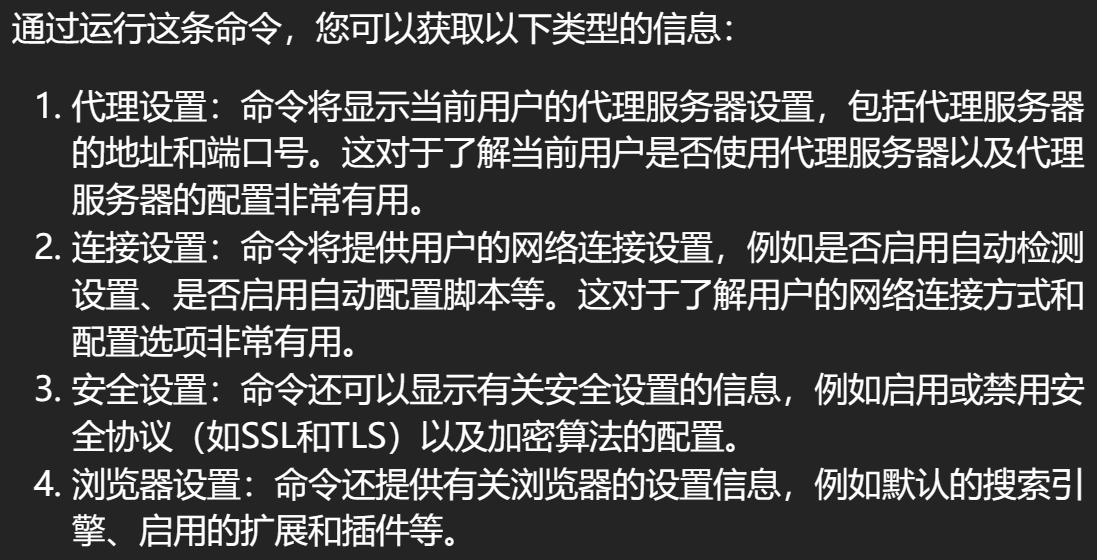 通过运行这条命令，您可以获取以下类型的信息：
1. 代理设置：命令将显示当前用户的代理服务器设置，包括代理服务器
的地址和端口号。这对于了解当前用户是否使用代理服务器以及代理
服务器的配置非常有用。
2. 连接设置：命令将提供用户的网络连接设置，例如是否启用自动检测
设置、是否启用自动配置脚本等。这对于了解用户的网络连接方式和
配置选项非常有用。
3. 安全设置：命令还可以显示有关安全设置的信息，例如启用或禁用安
全协议（如SSL和TLS）以及加密算法的配置。
4. 浏览器设置：命令还提供有关浏览器的设置信息，例如默认的搜索引
擎、启用的扩展和插件等。